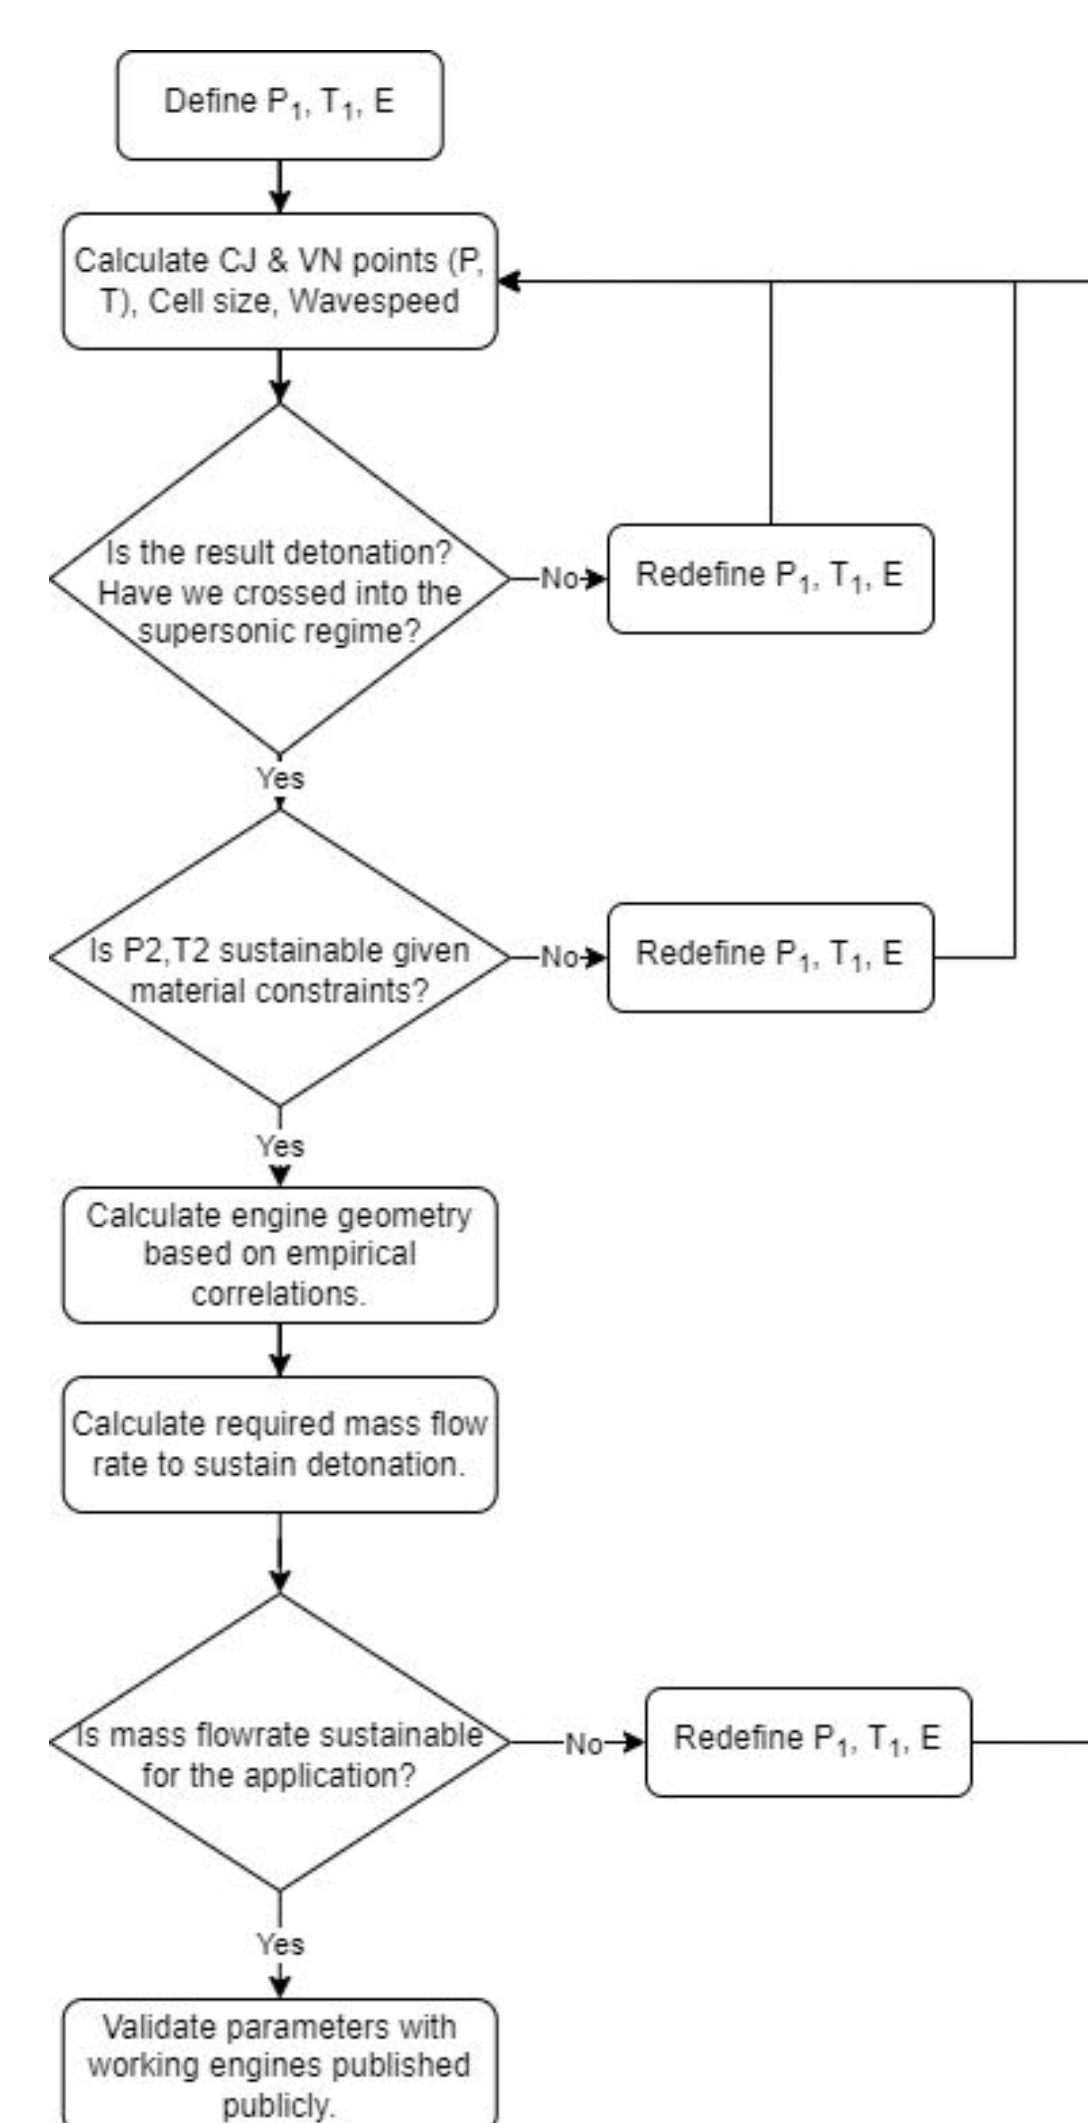 Define P₁, T₁, E
Calculate CJ & VN points (P,
T), Cell size, Wavespeed
Is the result detonation?
Have we crossed into the
supersonic regime?
No
Redefine P₁, T₁, E
Yes
Is P2,T2 sustainable given
material constraints?
No
Redefine P₁, T₁, E
Yes
Calculate engine geometry
based on empirical
correlations.
Calculate required mass flow
rate to sustain detonation.
Is mass flowrate sustainable
for the application?
No
Redefine P₁, T₁, E
Yes
Validate parameters with
working engines published
publicly.